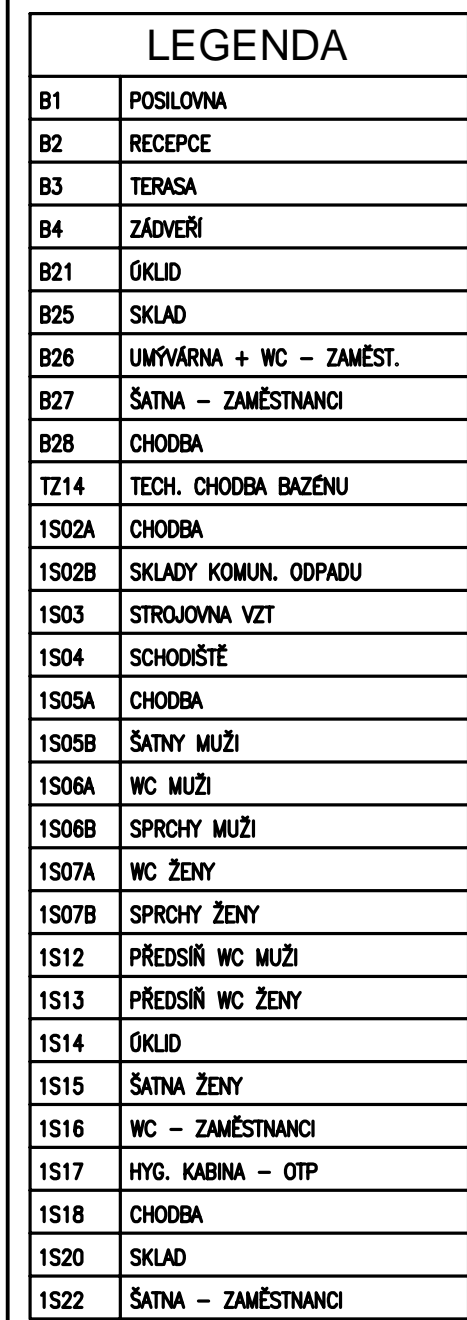 LEGENDA
B1 POSILOVNA
B2 RECEPCE
B3 TERASA
B4 ZÁDVEŘÍ
B21 ÚKLID
B25 SKLAD
B26 UMÝVÁRNA + WC – ZAMĚST.
B27 ŠATNA – ZAMĚSTNANCI
B28 CHODBA
TZ14 TECH. CHODBA BAZÉNU
1S02A CHODBA
1S02B SKLADY KOMUN. ODPADU
1S03 STROJOVNA VZT
1S04 SCHODIŠTĚ
1S05A CHODBA
1S05B ŠATNY MUŽI
1S06A WC MUŽI
1S06B SPRCHY MUŽI
1S07A WC ŽENY
1S07B SPRCHY ŽENY
1S12 PŘEDSÍŇ WC MUŽI
1S13 PŘEDSÍŇ WC ŽENY
1S14 ÚKLID
1S15 ŠATNA ŽENY
1S16 WC – ZAMĚSTNANCI
1S17 HYG. KABINA – OTP
1S18 CHODBA
1S20 SKLAD
1S22 ŠATNA – ZAMĚSTNANCI